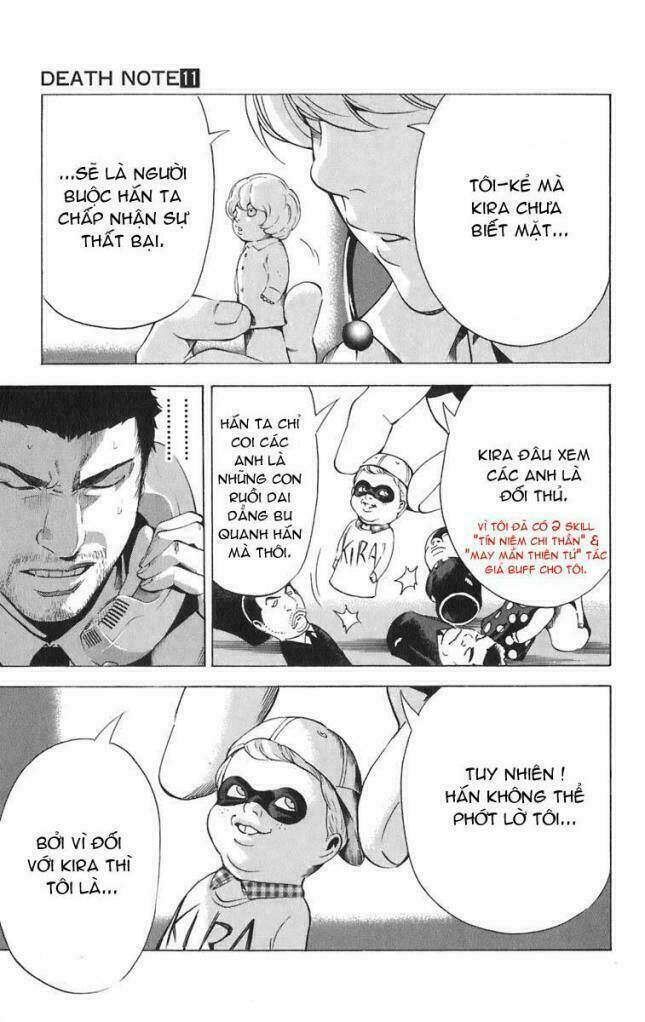 DEATH NOTE 11
TÔI-KẺ MÀ
KIRA CHƯA
BIẾT MẶT...
...SẼ LÀ NGƯỜI
BUỘC HẮN TA
CHẤP NHẬN SỰ
THẤT BẠI.
KIRA ĐÂU XEM
CÁC ANH LÀ
ĐỐI THỦ.
VÌ TÔI ĐÃ CÓ 2 SKILL
"TÍN NIỆM CHI THẦN" &
"MAY MẮN THIÊN TỨ" TÁC
GIẢ BUFF CHO TÔI.
KIRA
HẮN TA CHỈ
COI CÁC
ANH LÀ
NHỮNG CON
RUỒI DAI
DẲNG BU
QUANH HẮN
MÀ THÔI.
TUY NHIÊN !
HẮN KHÔNG THỂ
PHỚT LỜ TÔI...
BỞI VÌ ĐỐI
VỚI KIRA THÌ
TÔI LÀ...
KIRA